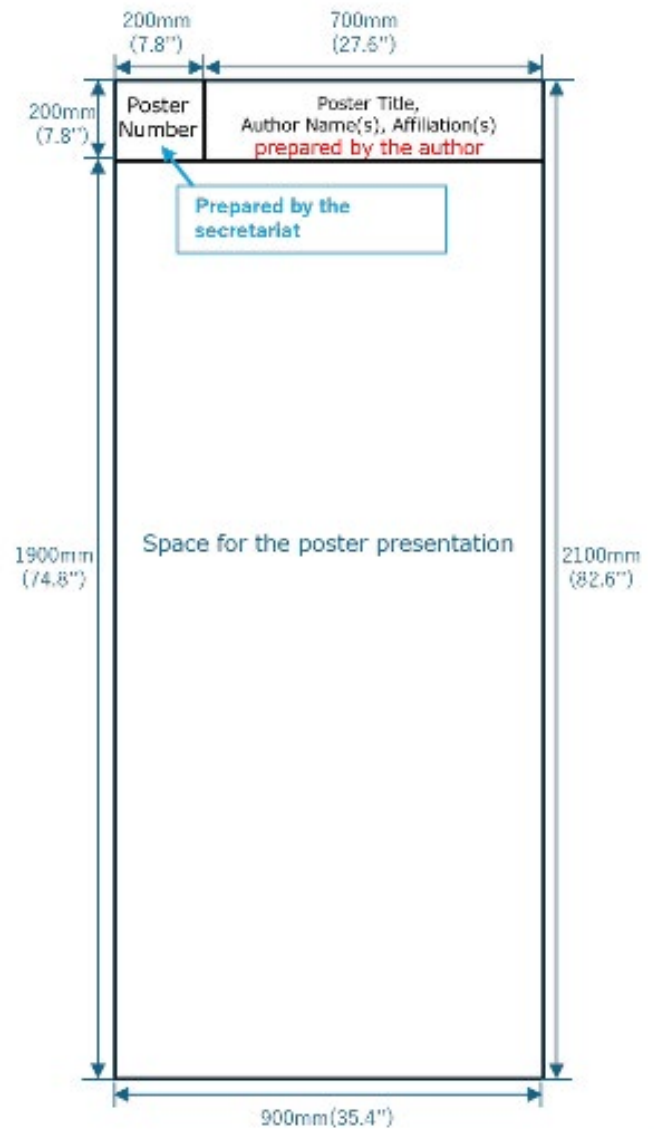 200mm
(7.8")
700mm
(27.6")
200mm
(7.8")
Poster
Number
Poster Title,
Author Name(s), Affiliation(s)
prepared by the author
Prepared by the
secretariat
Space for the poster presentation
1900mm
(74.8")
2100mm
(82.6")
900mm(35.4")